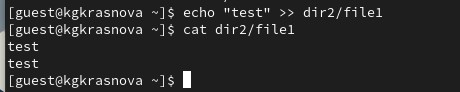 [guest@kgkrasnova ~]$ echo "test" >> dir2/file1
[guest@kgkrasnova ~]$ cat dir2/file1
test
test
[guest@kgkrasnova ~]$